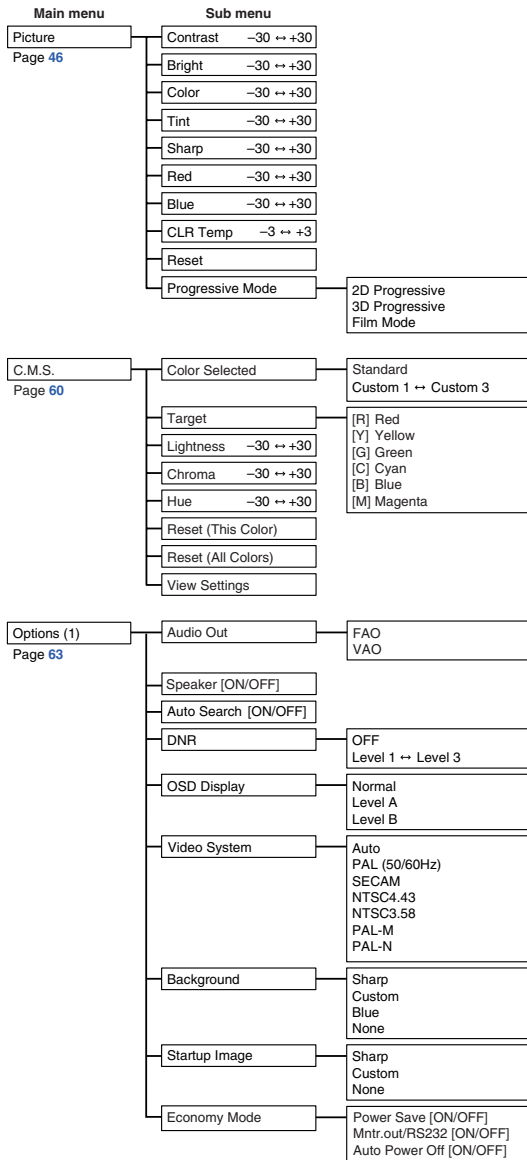 Main menu
Sub menu
Picture
Page 46
Contrast −30 ↔ +30
Bright −30 ↔ +30
Color −30 ↔ +30
Tint −30 ↔ +30
Sharp −30 ↔ +30
Red −30 ↔ +30
Blue −30 ↔ +30
CLR Temp −3 ↔ +3
Reset
Progressive Mode
2D Progressive
3D Progressive
Film Mode
C.M.S.
Page 60
Color Selected
Standard
Custom 1 ↔ Custom 3
Target
[R] Red
[Y] Yellow
[G] Green
[C] Cyan
[B] Blue
[M] Magenta
Lightness −30 ↔ +30
Chroma −30 ↔ +30
Hue −30 ↔ +30
Reset (This Color)
Reset (All Colors)
View Settings
Options (1)
Page 63
Audio Out
FAO
VAO
Speaker [ON/OFF]
Auto Search [ON/OFF]
DNR
OFF
Level 1 ↔ Level 3
OSD Display
Normal
Level A
Level B
Video System
Auto
PAL (50/60Hz)
SECAM
NTSC4.43
NTSC3.58
PAL-M
PAL-N
Background
Sharp
Custom
Blue
None
Startup Image
Sharp
Custom
None
Economy Mode
Power Save [ON/OFF]
Mntr.out/RS232 [ON/OFF]
Auto Power Off [ON/OFF]